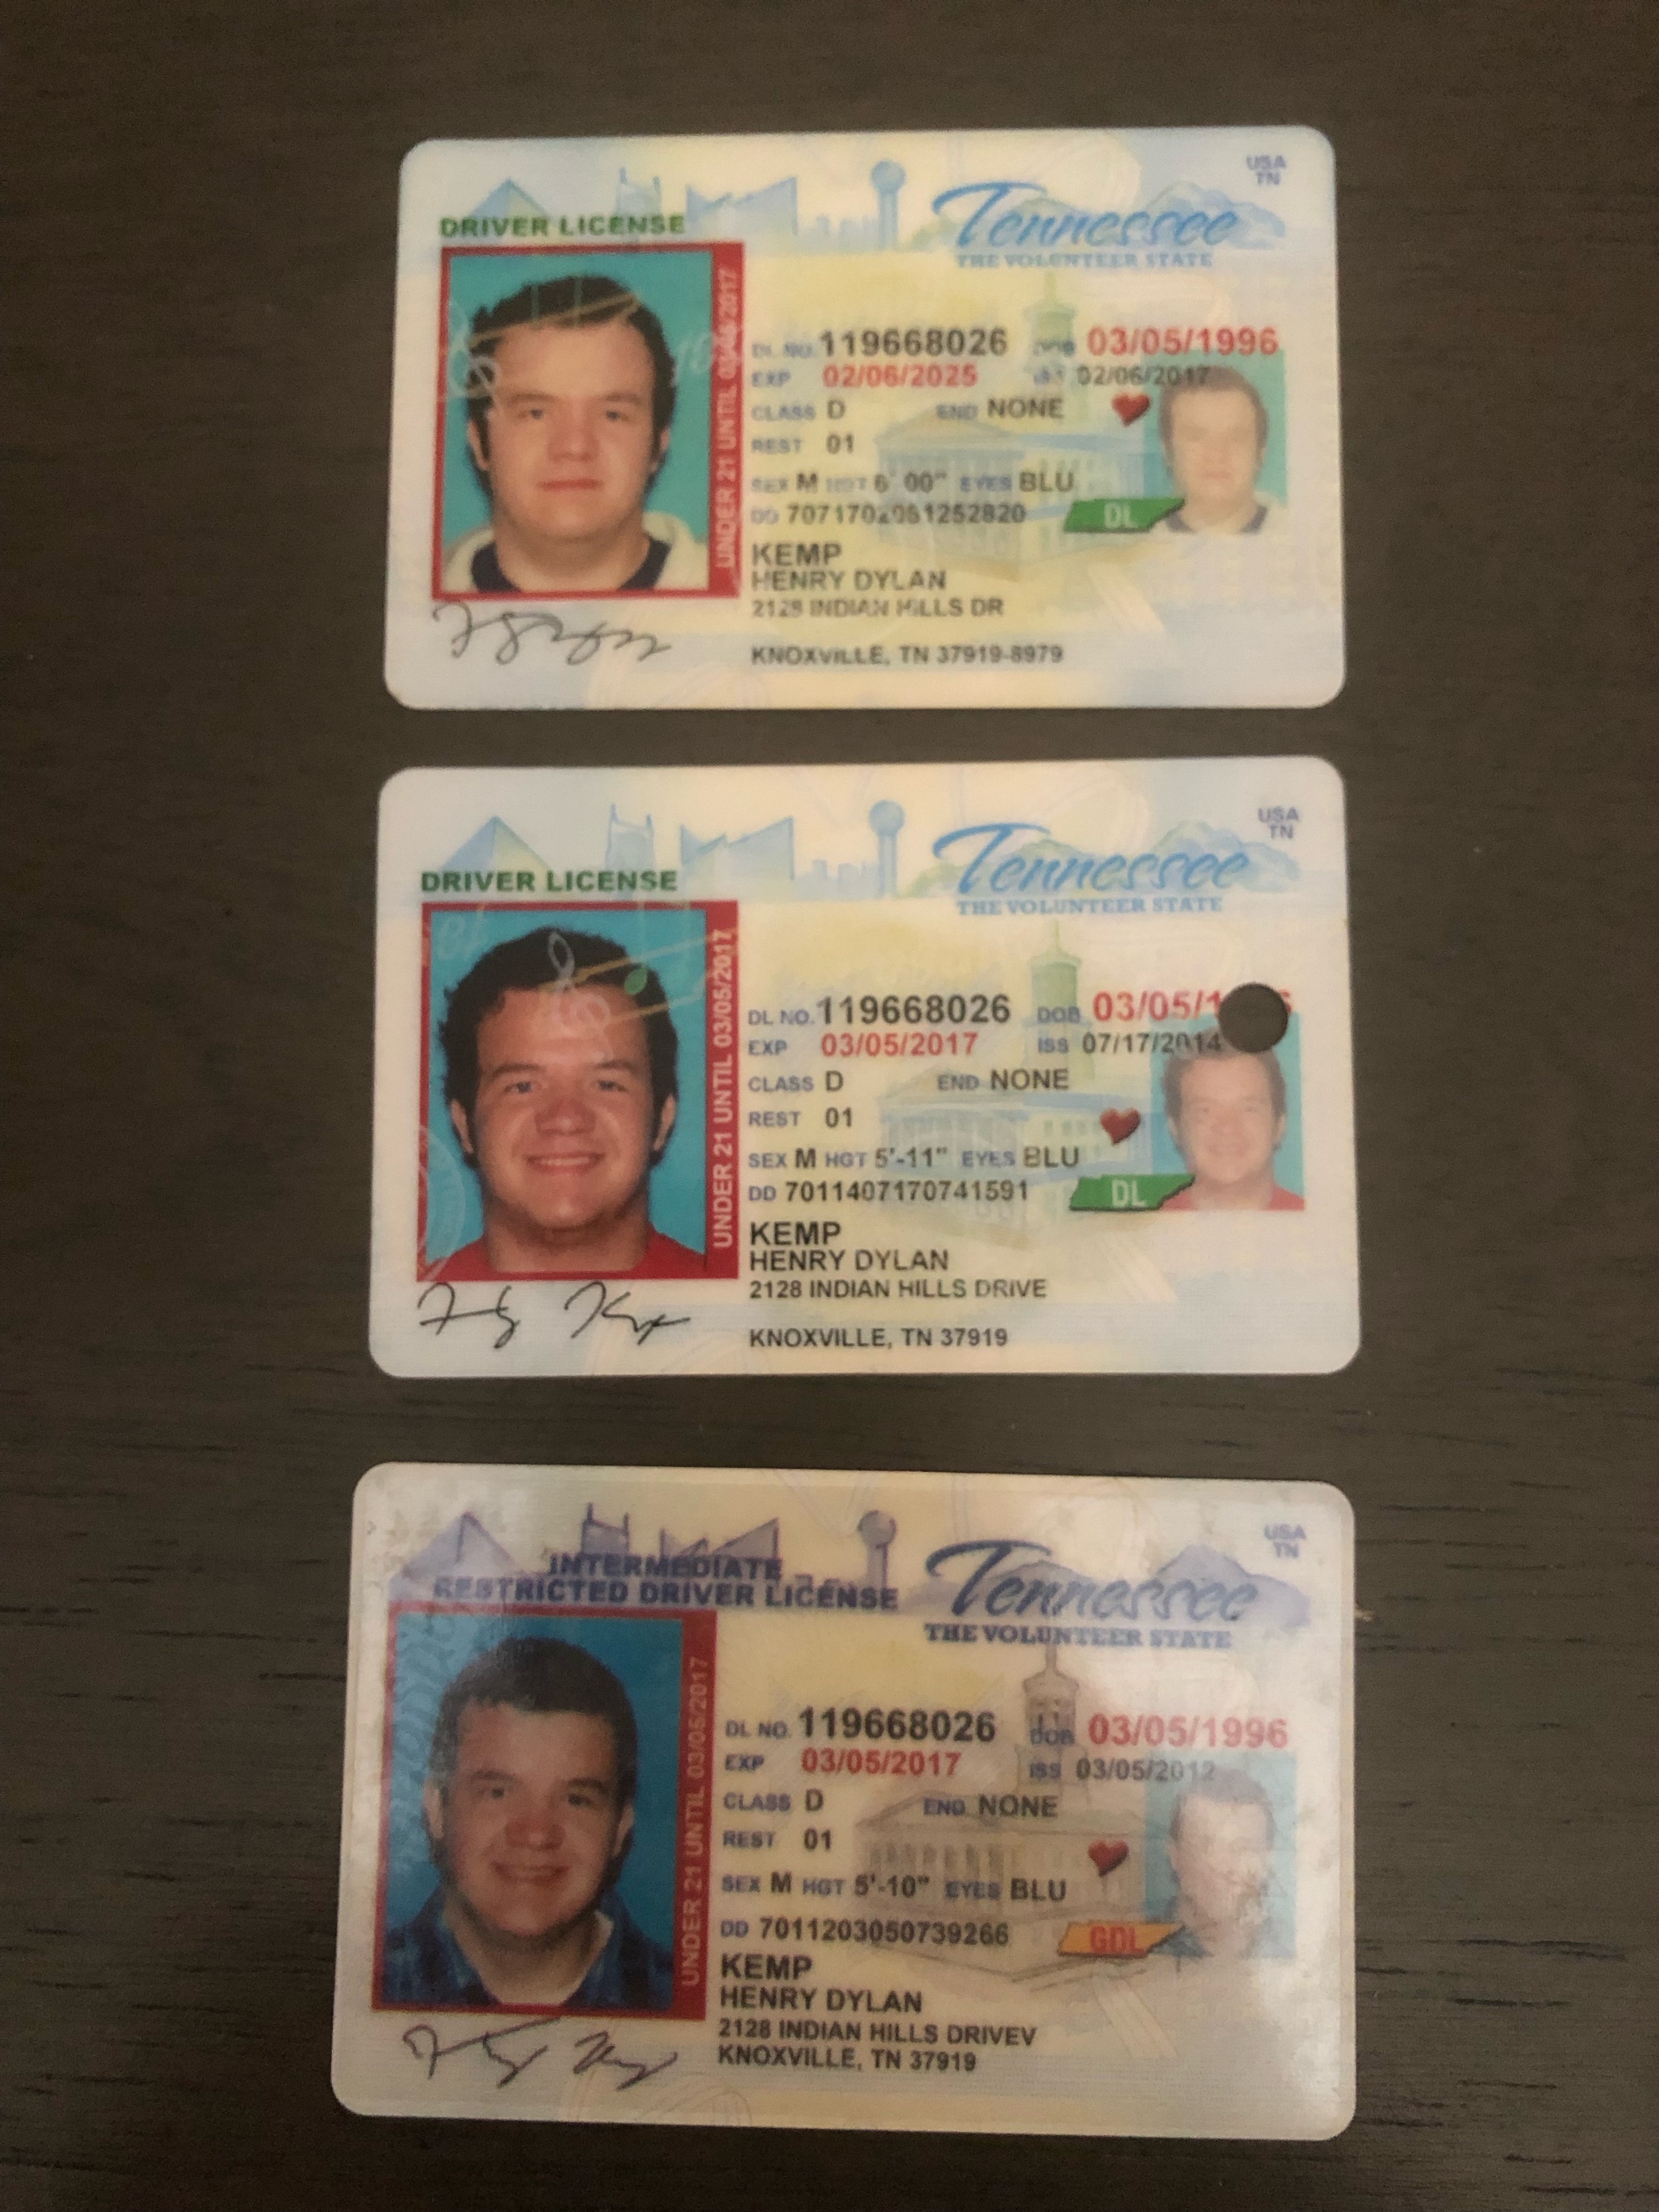 USA
TN
DRIVER LICENSE
Tennessee
THE VOLUNTEER STATE
UNDER 21 UNTIL 2017
DL NO. 119668026 DOB 03/05/1996
EXP 02/06/2025 ISS 02/06/2017
CLASS D END NONE
REST 01
SEX M HGT 6' 00" EYES BLU
DD
DL
KEMP
HENRY DYLAN
2128 INDIAN HILLS DR
KNOXVILLE, TN 37919-8979
USA
TN
DRIVER LICENSE
Tennessee
THE VOLUNTEER STATE
UNDER 21 UNTIL 03/05/2017
DL NO. 119668026 DOB
EXP 03/05/2017 ISS 07/17/2014
CLASS D END NONE
REST 01
SEX M HGT 5'-11" EYES BLU
DD 7011407170741591
DL
KEMP
HENRY DYLAN
2128 INDIAN HILLS DRIVE
KNOXVILLE, TN 37919
USA
TN
INTERMEDIATE
RESTRICTED DRIVER LICENSE
Tennessee
THE VOLUNTEER STATE
UNDER 21 UNTIL 03/05/2017
DL NO. 119668026 DOB 03/05/1996
EXP 03/05/2017 ISS 03/05/2012
CLASS D END NONE
REST 01
SEX M HGT 5'-10" EYES BLU
DD 7011203050739266
GDL
KEMP
HENRY DYLAN
2128 INDIAN HILLS DRIVEV
KNOXVILLE, TN 37919